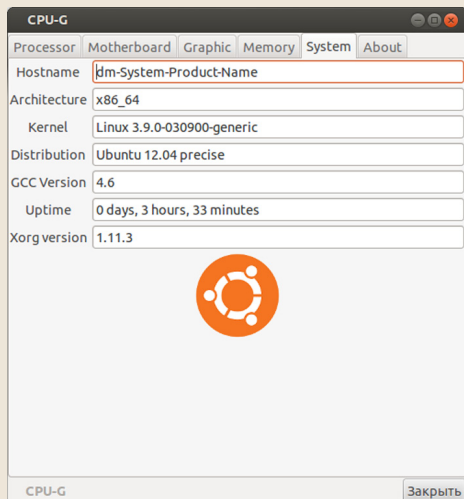 CPU-G
Processor Motherboard Graphic Memory System About
Hostname dm-System-Product-Name
Architecture x86_64
Kernel Linux 3.9.0-030900-generic
Distribution Ubuntu 12.04 precise
GCC Version 4.6
Uptime 0 days, 3 hours, 33 minutes
Xorg version 1.11.3
CPU-G Закрыть